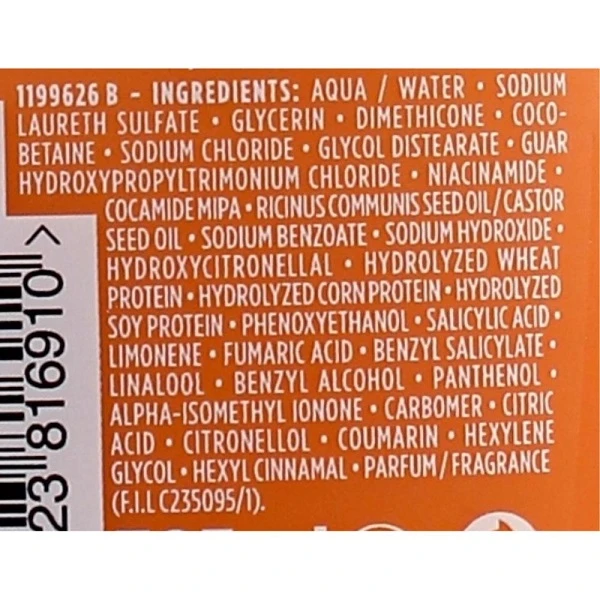 1199626 B - INGREDIENTS: AQUA / WATER • SODIUM
LAURETH SULFATE • GLYCERIN • DIMETHICONE • COCO-
BETAINE • SODIUM CHLORIDE • GLYCOL DISTEARATE • GUAR
HYDROXYPROPYLTRIMONIUM CHLORIDE • NIACINAMIDE •
COCAMIDE MIPA • RICINUS COMMUNIS SEED OIL / CASTOR
SEED OIL • SODIUM BENZOATE • SODIUM HYDROXIDE •
HYDROXYCITRONELLAL • HYDROLYZED WHEAT
PROTEIN • HYDROLYZED CORN PROTEIN • HYDROLYZED
SOY PROTEIN • PHENOXYETHANOL • SALICYLIC ACID •
LIMONENE • FUMARIC ACID • BENZYL SALICYLATE •
LINALOOL • BENZYL ALCOHOL • PANTHENOL •
ALPHA-ISOMETHYL IONONE • CARBOMER • CITRIC
ACID • CITRONELLOL • COUMARIN • HEXYLENE
GLYCOL • HEXYL CINNAMAL • PARFUM / FRAGRANCE
(F.I.L C235095/1).
23 816910 >